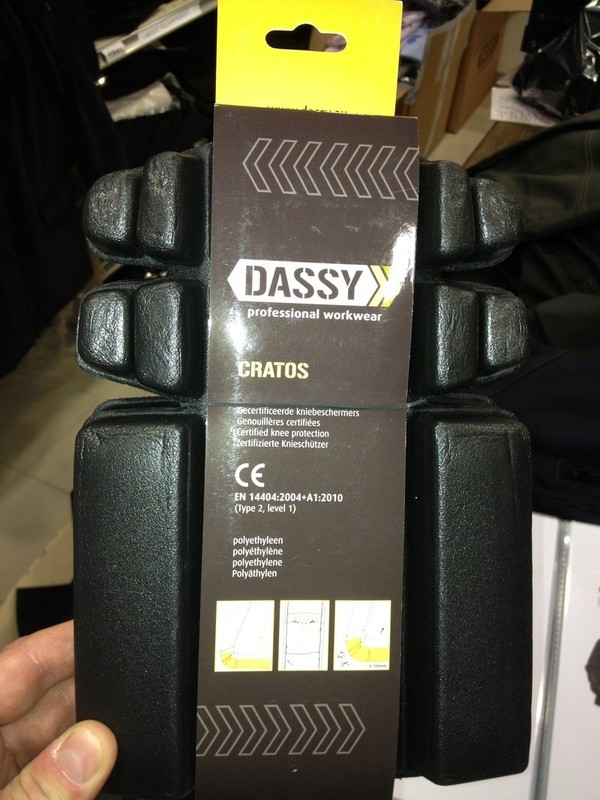 DASSY
professional workwear
CRATOS
Gecertificeerde kniebeschermers
Genouillères certifiées
Certified knee protection
Zertifizierte Knieschützer
CE
EN 14404:2004+A1:2010
(Type 2, level 1)
polyethyleen
polyéthylène
polyethylene
Polyäthylen
DASSY